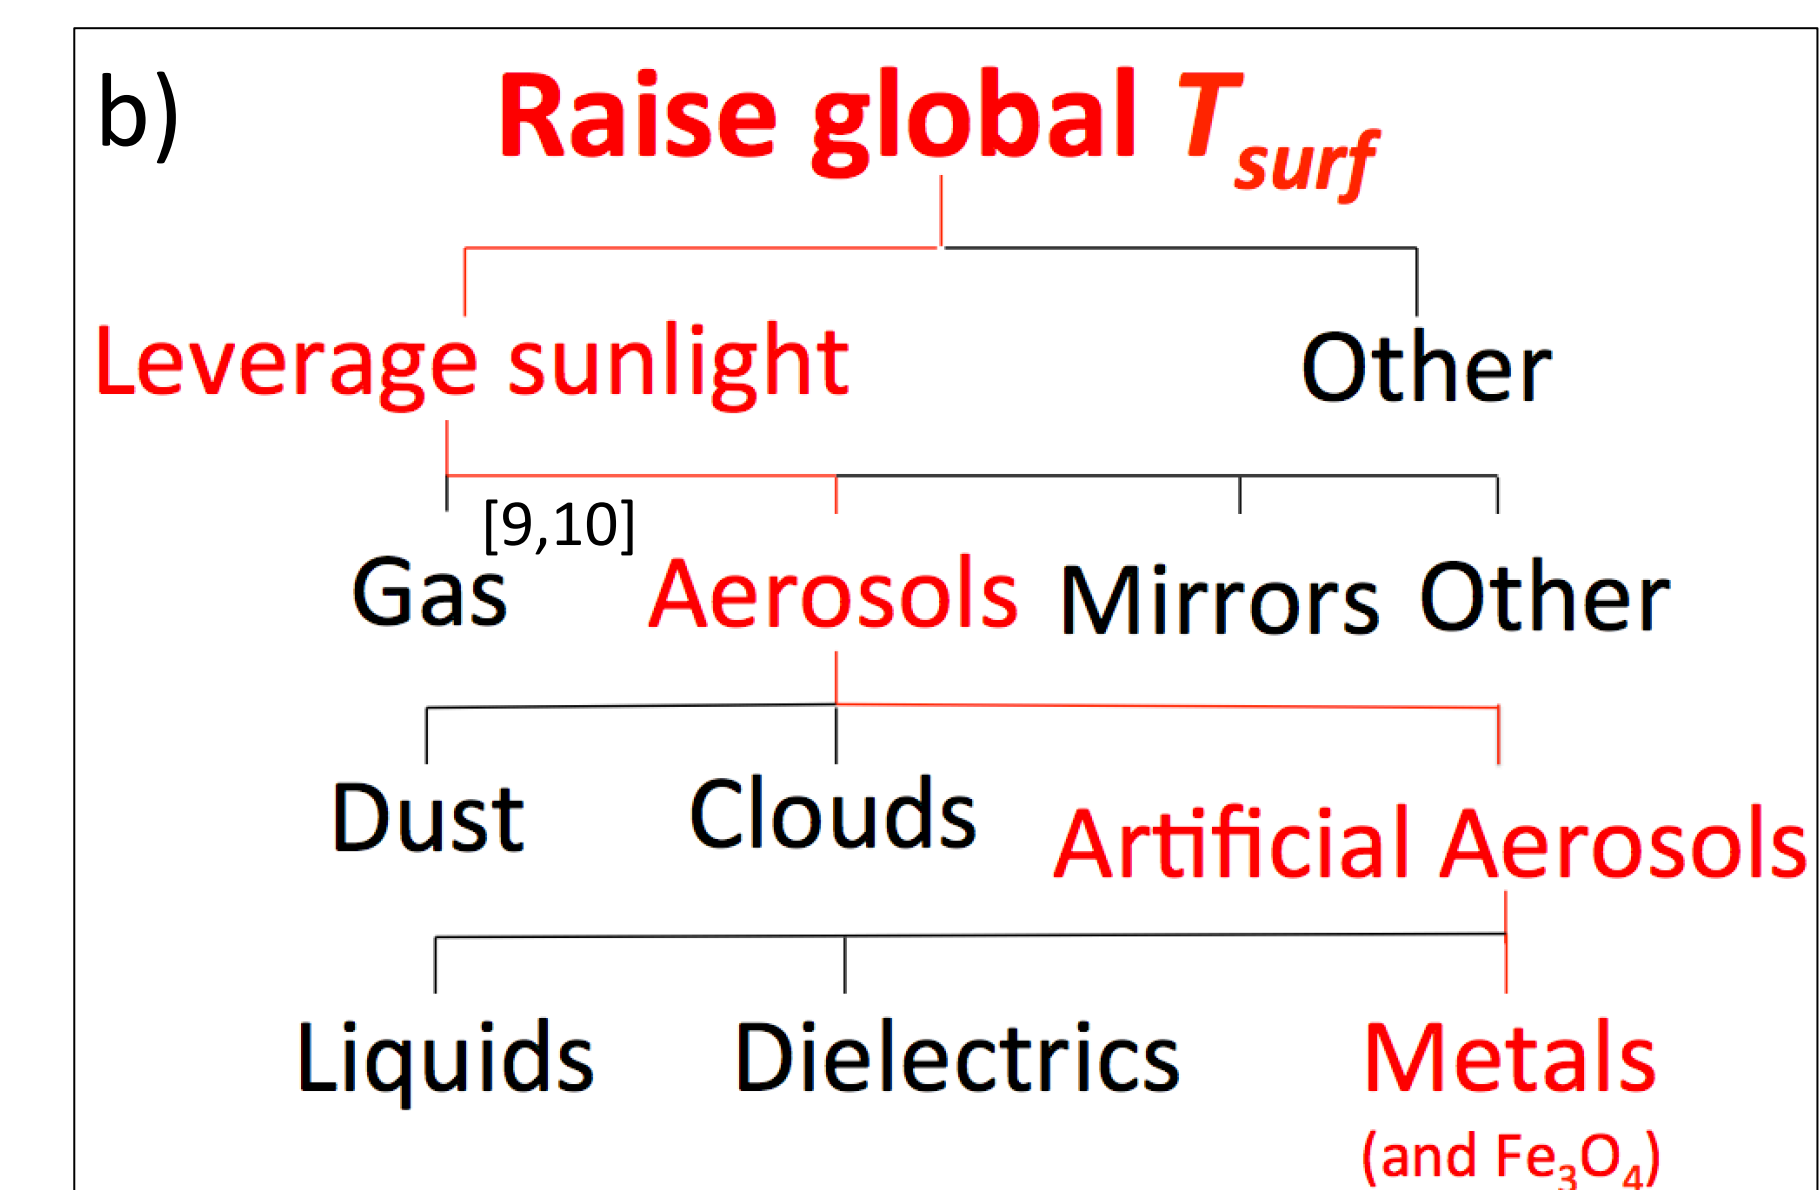 b)
Raise global Tsurf
Leverage sunlight Other
[9,10]
Gas Aerosols Mirrors Other
Dust Clouds Artificial Aerosols
Liquids Dielectrics Metals
(and Fe₃O₄)